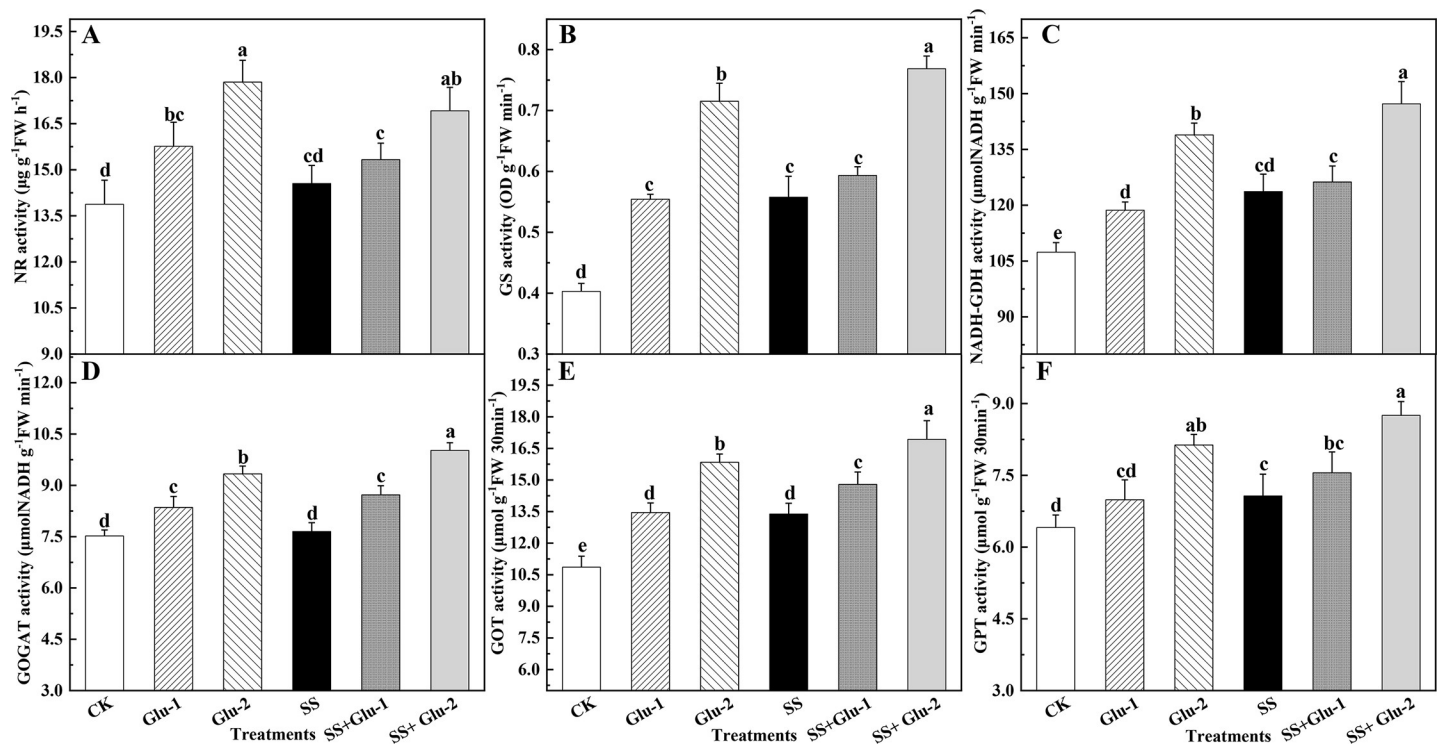 A
NR activity (µg g⁻¹FW h⁻¹)
19.5
18.0
16.5
15.0
13.5
12.0
10.5
9.0
d
bc
a
cd
c
ab
B
GS activity (OD g⁻¹FW min⁻¹)
0.8
0.7
0.6
0.5
0.4
0.3
d
c
b
c
c
a
C
NADH-GDH activity (µmolNADH g⁻¹FW min⁻¹)
165
150
135
120
105
90
e
d
b
cd
c
a
D
GOGAT activity (µmolNADH g⁻¹FW min⁻¹)
12.0
10.5
9.0
7.5
6.0
4.5
3.0
d
c
b
d
c
a
CK
Glu-1
Glu-2
SS
SS+Glu-1
SS+ Glu-2
Treatments
E
GOT activity (µmol g⁻¹FW 30min⁻¹)
19.5
18.0
16.5
15.0
13.5
12.0
10.5
9.0
7.5
6.0
e
d
b
d
c
a
CK
Glu-1
Glu-2
SS
SS+Glu-1
SS+ Glu-2
Treatments
F
GPT activity (µmol g⁻¹FW 30min⁻¹)
9.0
7.5
6.0
4.5
3.0
d
cd
ab
c
bc
a
CK
Glu-1
Glu-2
SS
SS+Glu-1
SS+ Glu-2
Treatments